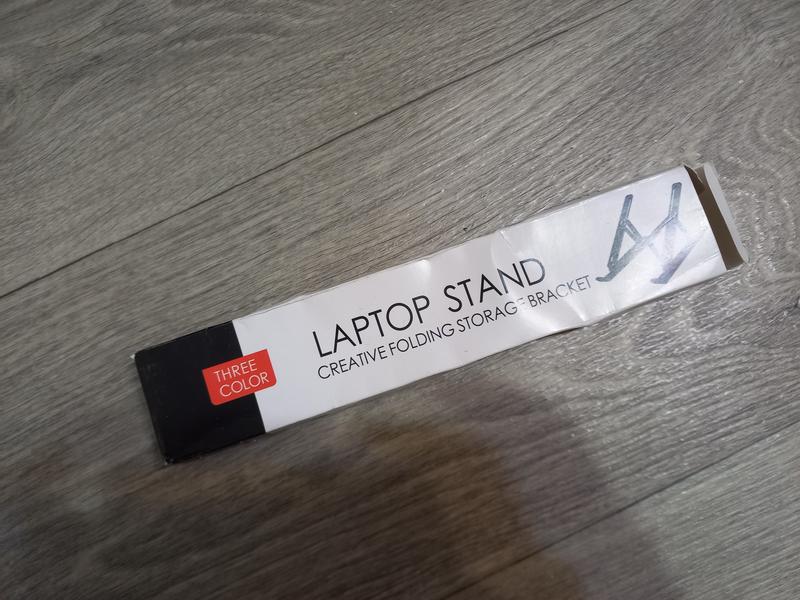 LAPTOP STAND
CREATIVE FOLDING STORAGE BRACKET
THREE
COLOR